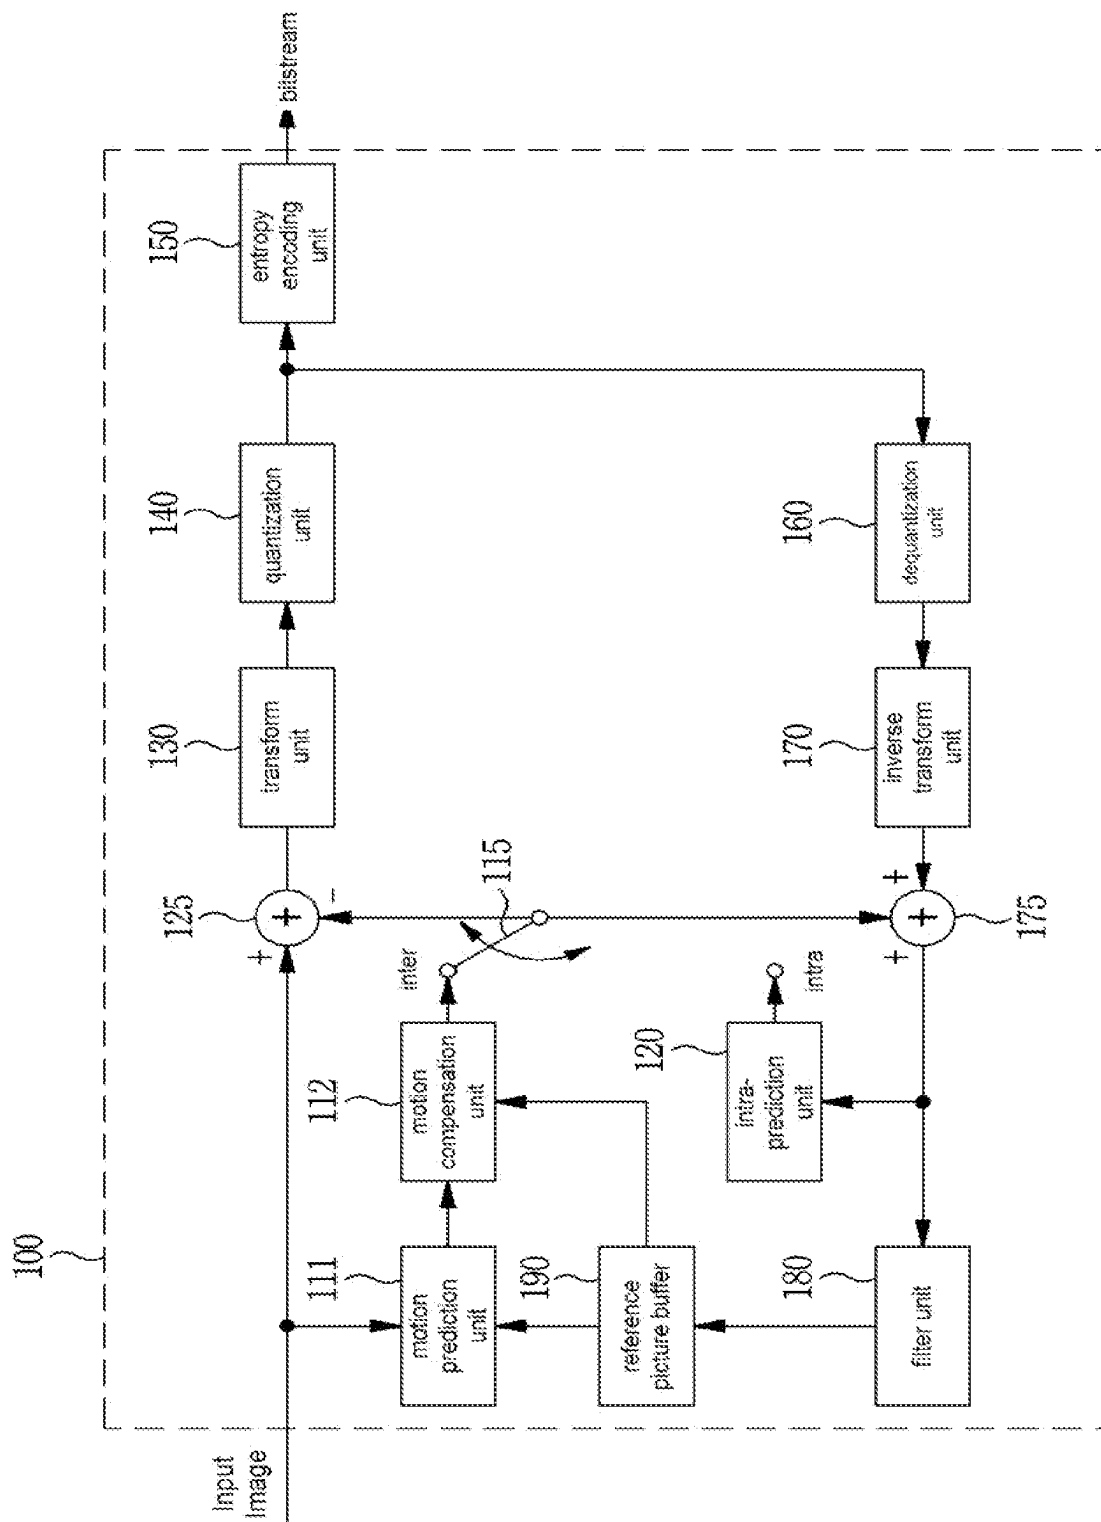 100
Input
Image
125
+
+
-
130
transform
unit
140
quantization
unit
150
entropy
encoding
unit
bitstream
111
motion
prediction
unit
112
motion
compensation
unit
inter
115
190
reference
picture buffer
120
intra-
prediction
unit
intra
180
filter unit
+
+
+
175
170
inverse
transform
unit
160
dequantization
unit